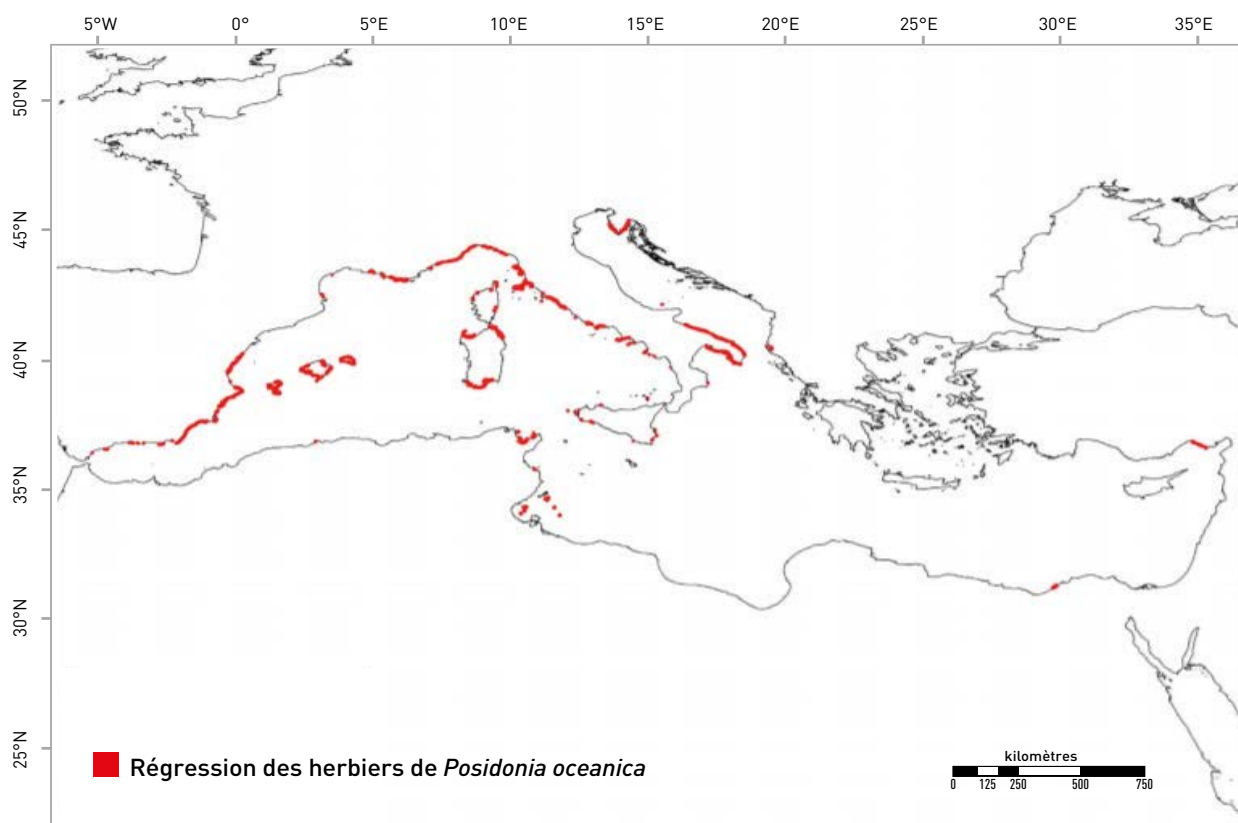 5°W 0° 5°E 10°E 15°E 20°E 25°E 30°E 35°E
50°N
45°N
40°N
35°N
30°N
25°N
Régression des herbiers de Posidonia oceanica
kilomètres
0 125 250 500 750